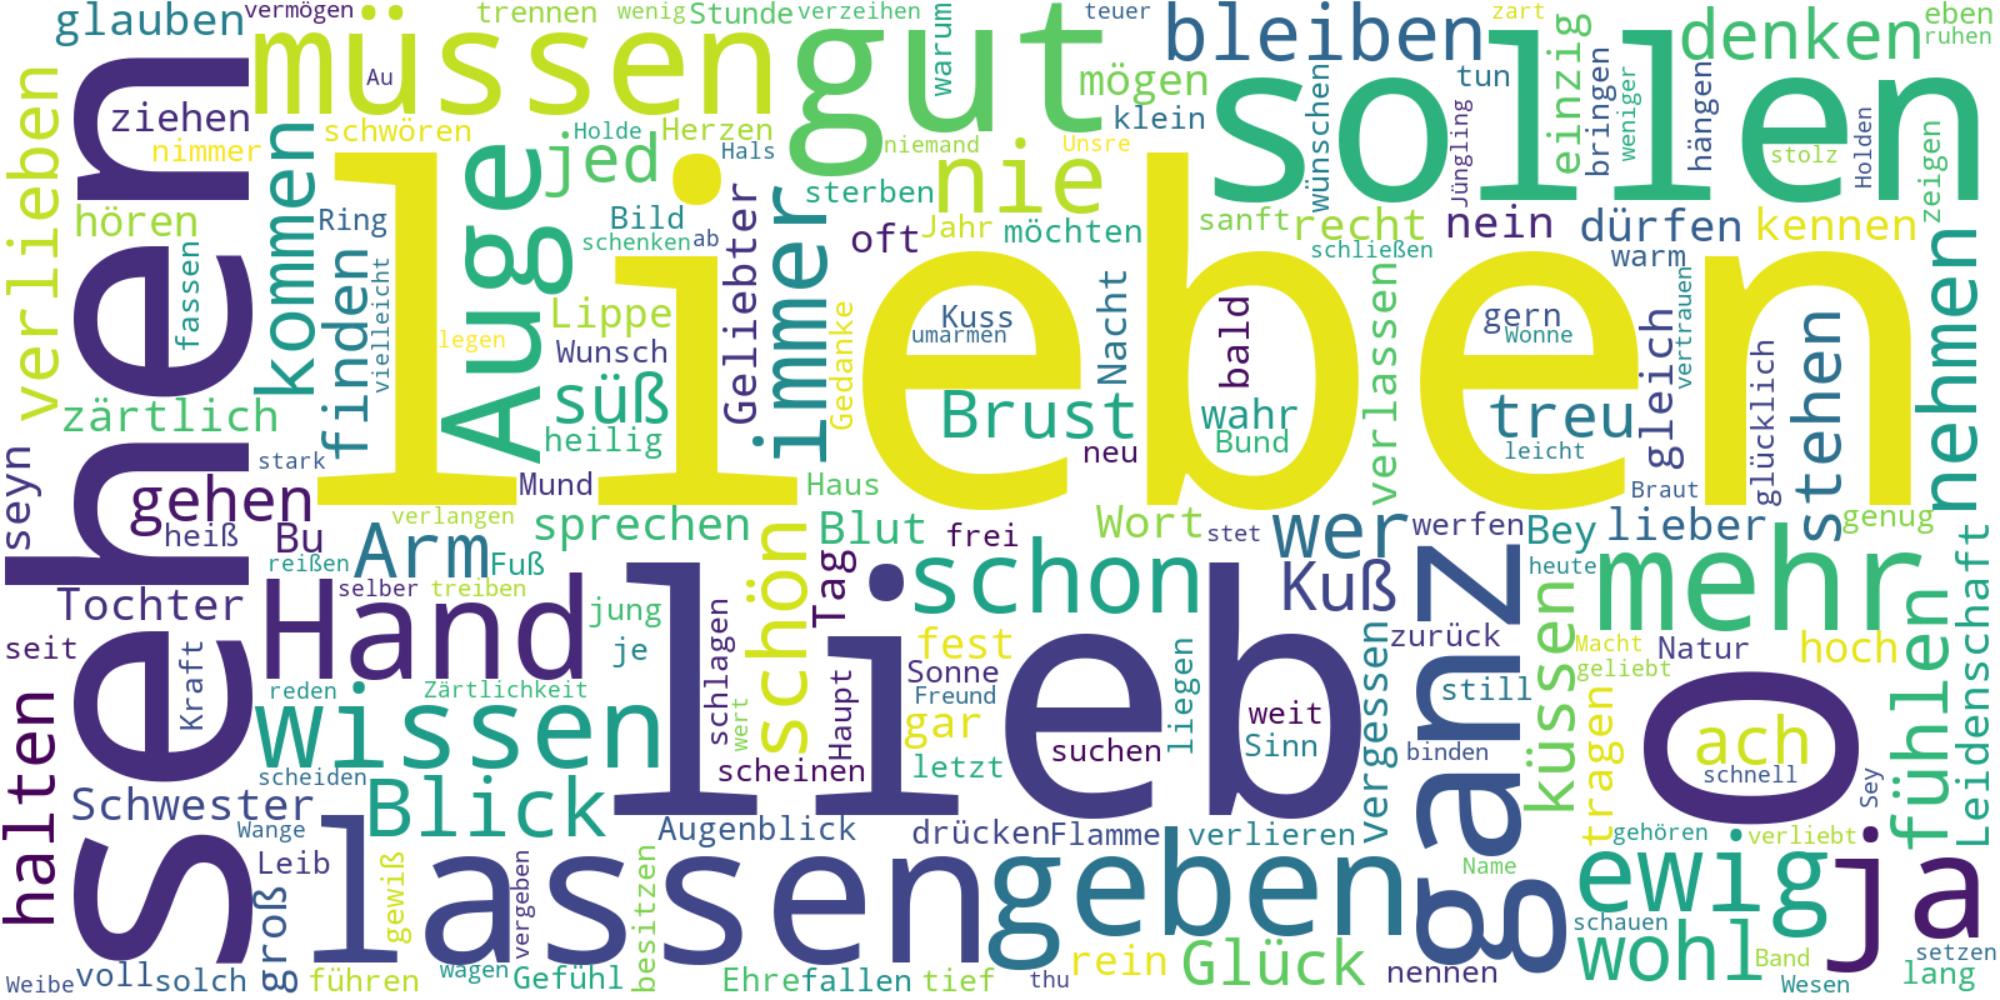 glauben
vermögen
trennen
wenig
Stunde
verzeihen
teuer
bleiben
zart
denken
eben
ruhen
müssen
gut
warum
Au
mögen
klein
sollen
tun
einzig
bringen
weniger
hängen
wünschen
Jüngling
stolz
Holden
zeigen
verlieben
sehen
ziehen
nimmer
schwören
Holde
Herzen
jed
Hals
niemand
Unsre
nie
sterben
kommen
Auge
hören
fassen
Ring
finden
vielleicht
Bild
schenken
ab
Geliebter
immer
oft
Jahr
möchten
sanft
recht
schließen
nein
dürfen
warm
kennen
lieben
legen
Lippe
Wunsch
süß
heilig
Gedanke
Kuss
umarmen
Nacht
bald
verlassen
gern
Wonne
vertrauen
gleich
glücklich
stehen
nehmen
zärtlich
Brust
wahr
Bund
treu
leicht
neu
stark
seyn
gehen
heiß
Bu
Mund
Haus
Braut
verlangen
sprechen
Blut
frei
Wort
stet
wer
werfen
Bey
lieber
genug
Arm
Fuß
reißen
selber
treiben
schön
Tag
schon
Kuß
heute
mehr
Tochter
Hand
jung
je
schlagen
lieb
fest
Sonne
Freund
gar
letzt
liegen
suchen
weit
Sinn
vergessen
zurück
ganz
still
binden
küssen
Macht
geliebt
Natur
hoch
fühlen
Leidenschaft
seit
halten
Kraft
reden
Zärtlichkeit
wissen
wert
Haupt
scheinen
scheiden
tragen
O
ach
schnell
Sey
Schwester
Wange
Blick
Augenblick
drücken
Flamme
verlieren
gehören
verliebt
Leib
groß
gewiß
lassen
vergeben
besitzen
geben
Name
ewig
ja
schauen
wohl
Band
Wesen
setzen
lang
Weibe
voll
solch
führen
wagen
Gefühl
Ehre
fallen
tief
thu
rein
Glück
nennen